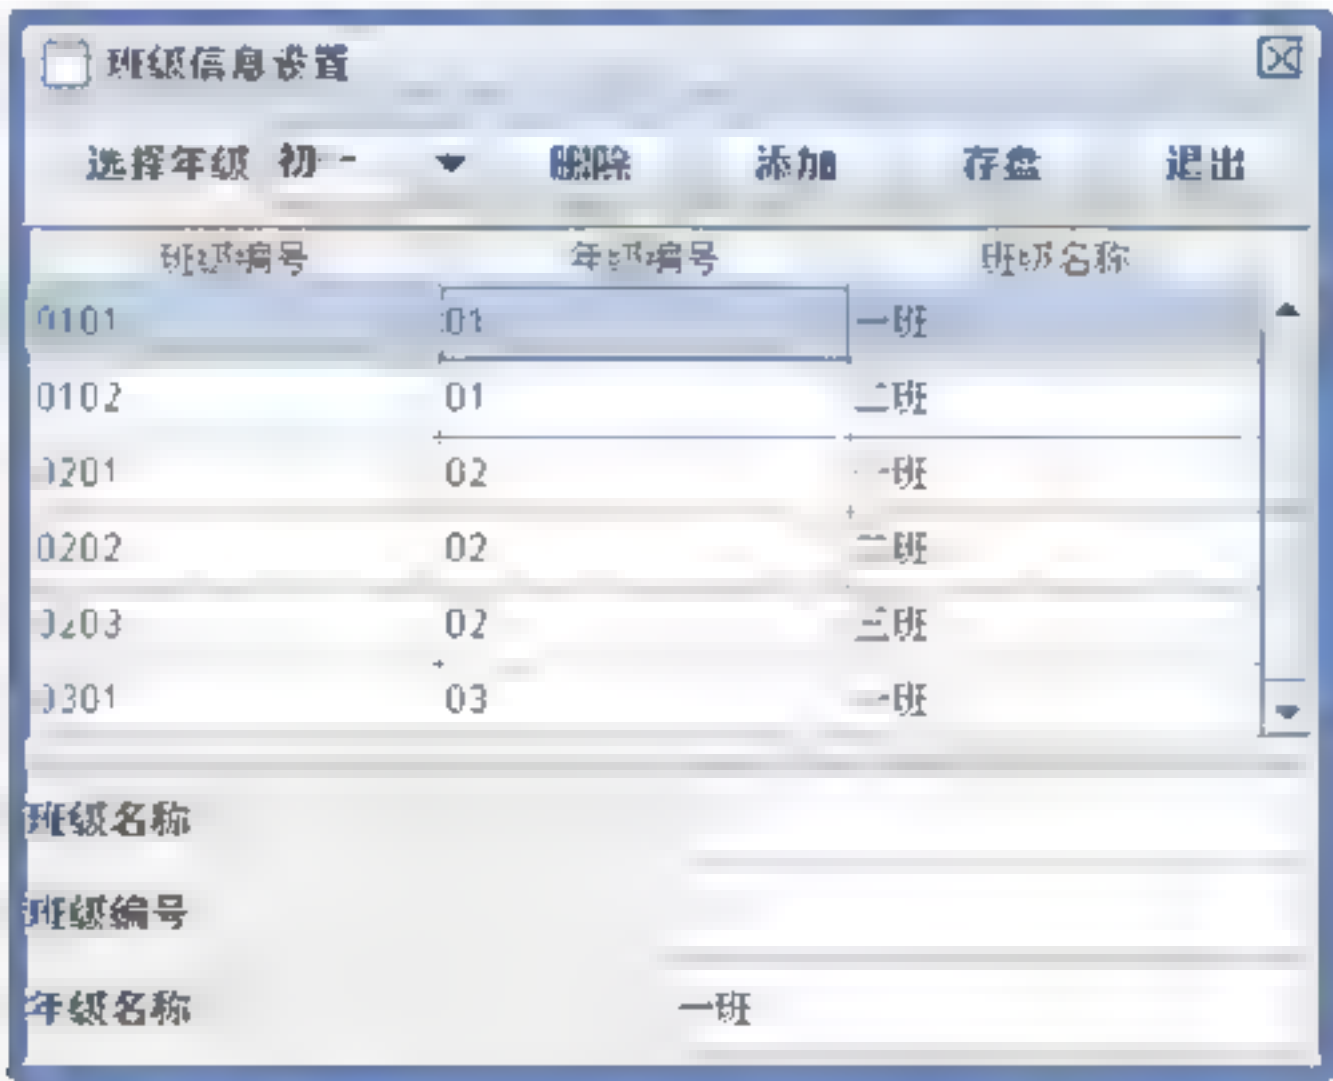 班级信息设置
选择年级 初一 删除 添加 存盘 退出
班级编号 年级编号 班级名称
0101 01 一班
0102 01 二班
0201 02 一班
0202 02 二班
0203 02 三班
0301 03 一班
班级名称
班级编号
年级名称 一班